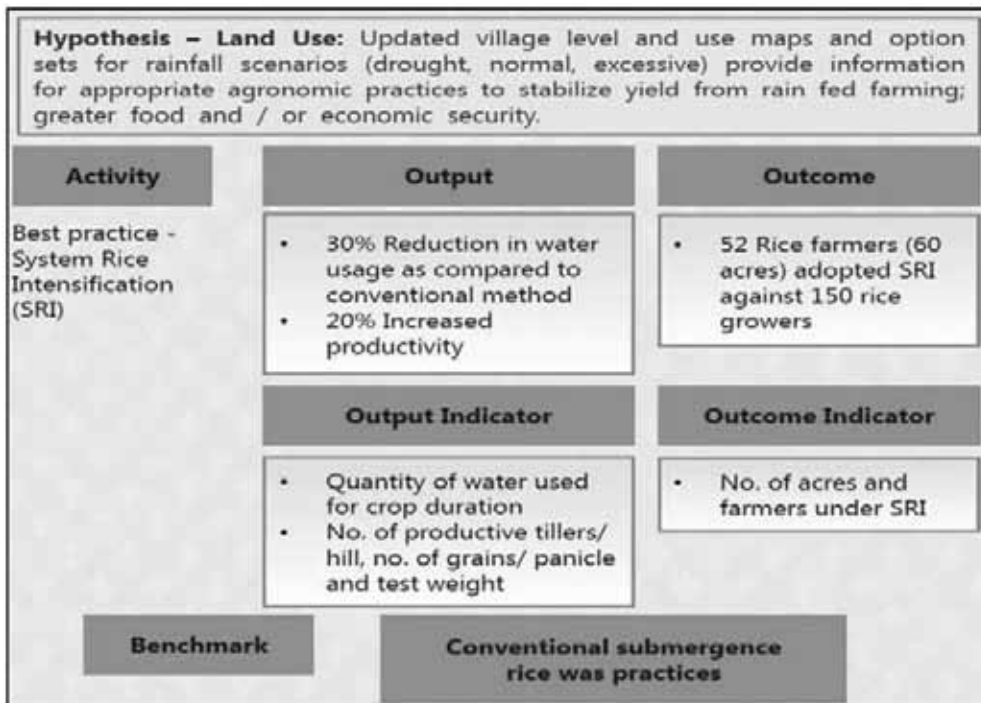 Hypothesis – Land Use: Updated village level and use maps and option
sets for rainfall scenarios (drought, normal, excessive) provide information
for appropriate agronomic practices to stabilize yield from rain fed farming;
greater food and / or economic security.
Activity
Best practice -
System Rice
Intensification
(SRI)
Output
• 30% Reduction in water
usage as compared to
conventional method
• 20% Increased
productivity
Outcome
• 52 Rice farmers (60
acres) adopted SRI
against 150 rice
growers
Output Indicator
• Quantity of water used
for crop duration
• No. of productive tillers/
hill, no. of grains/ panicle
and test weight
Outcome Indicator
• No. of acres and
farmers under SRI
Benchmark
Conventional submergence
rice was practices